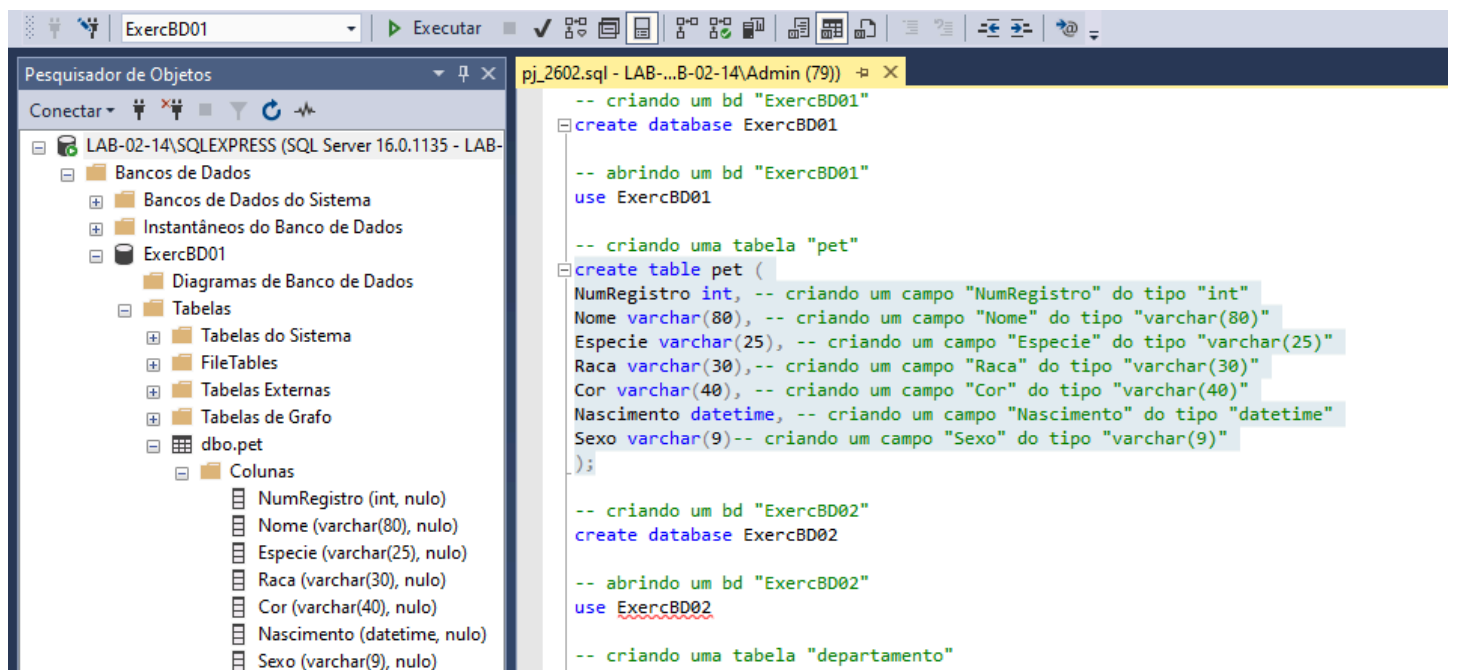 ExercBD01
Executar
Pesquisador de Objetos
Conectar
LAB-02-14\SQLEXPRESS (SQL Server 16.0.1135 - LAB-
Bancos de Dados
Bancos de Dados do Sistema
Instantâneos do Banco de Dados
ExercBD01
Diagramas de Banco de Dados
Tabelas
Tabelas do Sistema
FileTables
Tabelas Externas
Tabelas de Grafo
dbo.pet
Colunas
NumRegistro (int, nulo)
Nome (varchar(80), nulo)
Especie (varchar(25), nulo)
Raca (varchar(30), nulo)
Cor (varchar(40), nulo)
Nascimento (datetime, nulo)
Sexo (varchar(9), nulo)
pj_2602.sql - LAB-...B-02-14\Admin (79))
-- criando um bd "ExercBD01"
create database ExercBD01
-- abrindo um bd "ExercBD01"
use ExercBD01
-- criando uma tabela "pet"
create table pet (
NumRegistro int, -- criando um campo "NumRegistro" do tipo "int"
Nome varchar(80), -- criando um campo "Nome" do tipo "varchar(80)"
Especie varchar(25), -- criando um campo "Especie" do tipo "varchar(25)"
Raca varchar(30),-- criando um campo "Raca" do tipo "varchar(30)"
Cor varchar(40), -- criando um campo "Cor" do tipo "varchar(40)"
Nascimento datetime, -- criando um campo "Nascimento" do tipo "datetime"
Sexo varchar(9)-- criando um campo "Sexo" do tipo "varchar(9)"
);
-- criando um bd "ExercBD02"
create database ExercBD02
-- abrindo um bd "ExercBD02"
use ExercBD02
-- criando uma tabela "departamento"